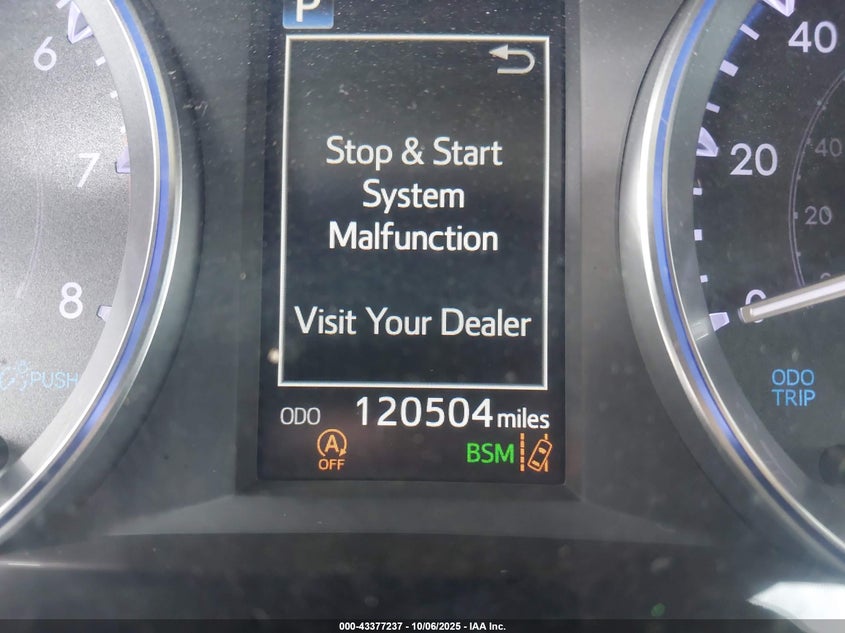 P
6
7
8
PUSH
Stop & Start
System
Malfunction
Visit Your Dealer
ODO 120504 miles
A
OFF
BSM
40
20
0
40
20
ODO
TRIP
000-43377237 - 10/06/2025 - IAA Inc.